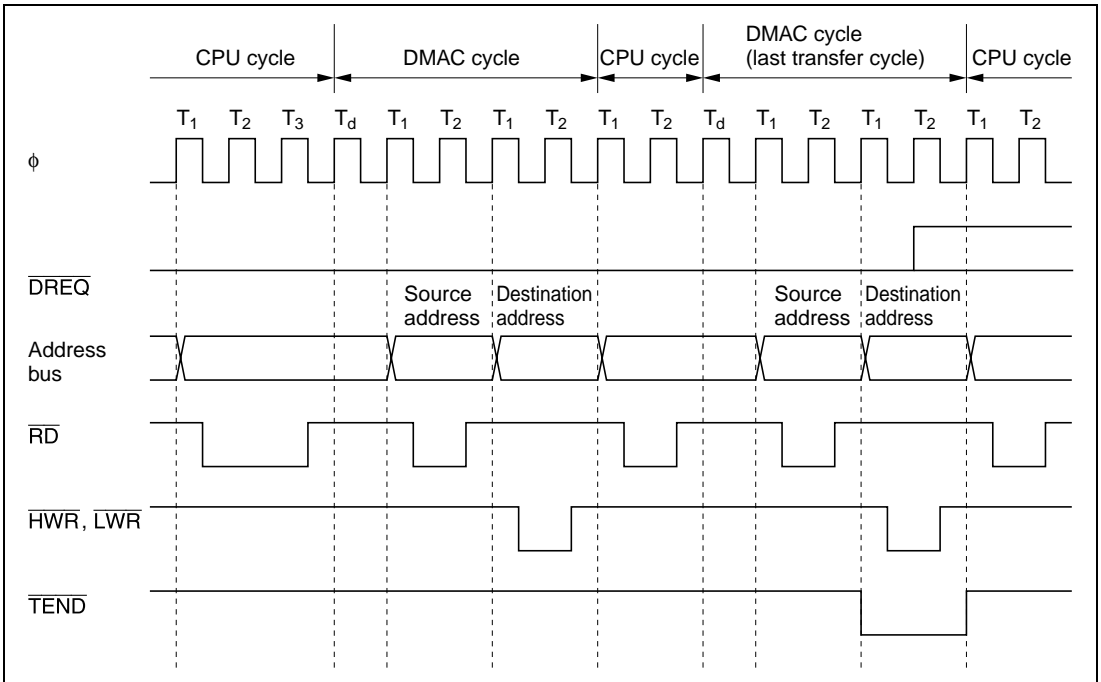 CPU cycle DMAC cycle CPU cycle DMAC cycle (last transfer cycle) CPU cycle
T1 T2 T3 Td T1 T2 T1 T2 T1 T2 Td T1 T2 T1 T2 T1 T2
φ
DREQ
Source address Destination address Source address Destination address
Address
bus
RD
HWR, LWR
TEND